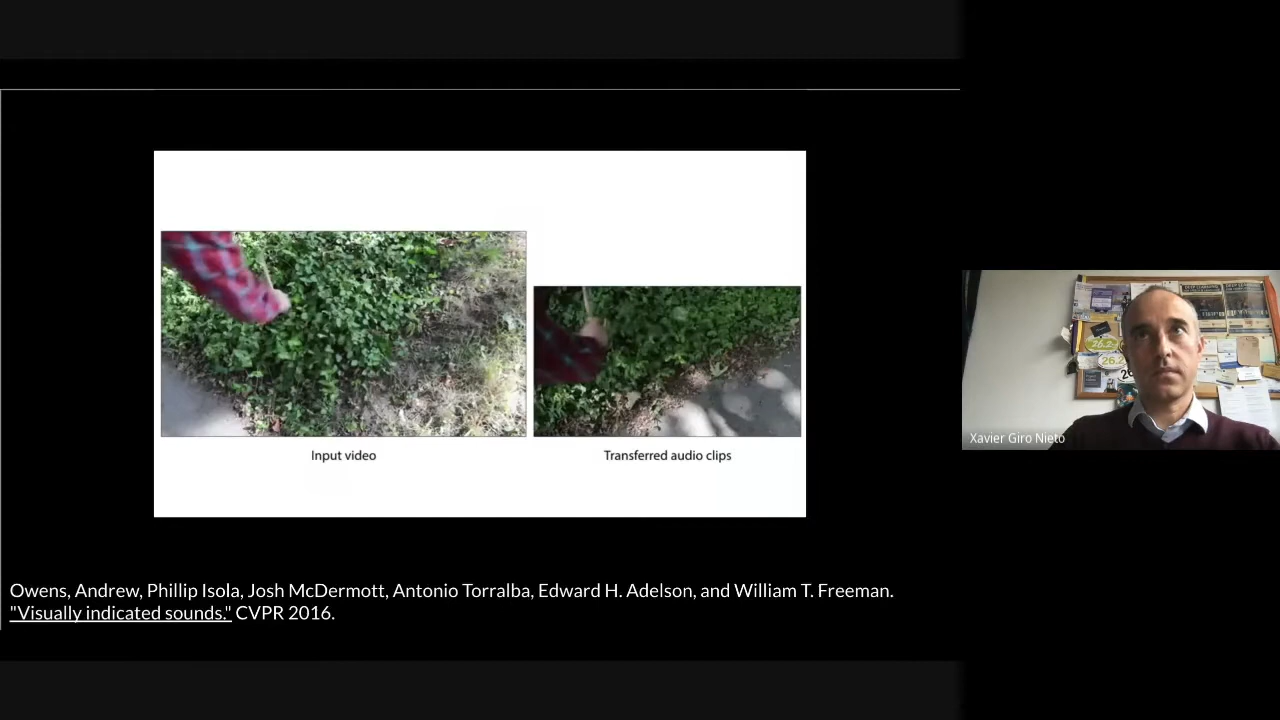 Input video
Transferred audio clips
Xavier Giro Nieto
Owens, Andrew, Phillip Isola, Josh McDermott, Antonio Torralba, Edward H. Adelson, and William T. Freeman.
"Visually indicated sounds." CVPR 2016.